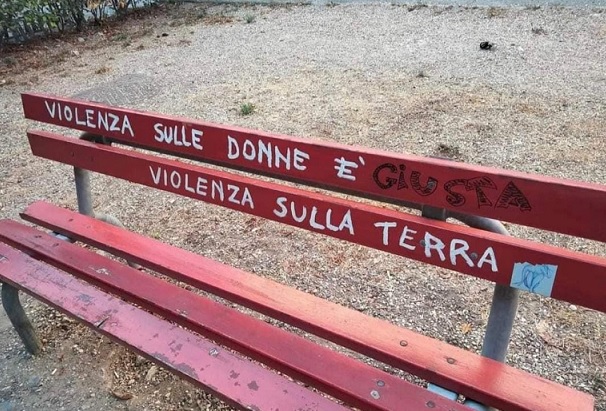 VIOLENZA SULLE DONNE E' GIUSTA
VIOLENZA SULLA TERRA